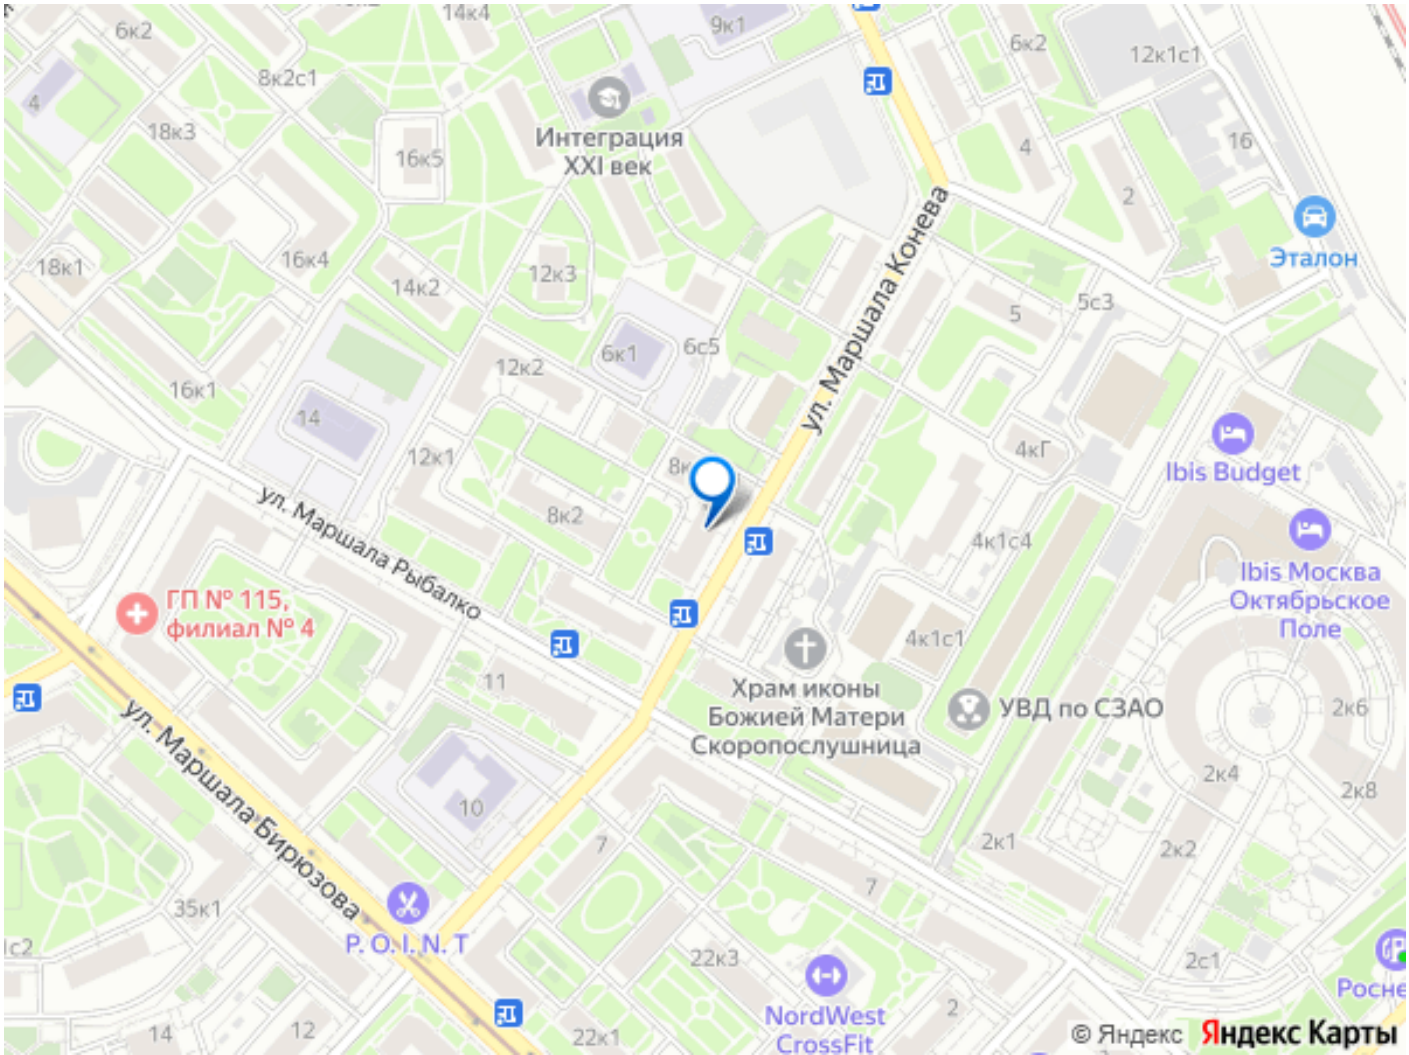 6к2
14к4
9к1
6к2
12к1с1
8к2с1
4
18к3
16к5
Интеграция
XXI век
4
16
2
ул. Маршала Конева
Эталон
18к1
16к4
14к2
12к3
5с3
5
6к1
6с5
12к2
16к1
14
12к1
4кГ
Ibis Budget
8к2
4к1с4
ул. Маршала Рыбалко
Ibis Москва
Октябрьское
Поле
ГП № 115,
филиал № 4
4к1с1
Храм иконы
Божией Матери
Скоропослушница
УВД по СЗАО
11
2к6
2к4
2к8
ул. Маршала Бирюзова
10
7
2к1
2к2
7
35к1
P. O. I. N. T
1с2
22к3
2с1
NordWest
CrossFit
2
14
12
22к1
Росне
© Яндекс Яндекс Карты